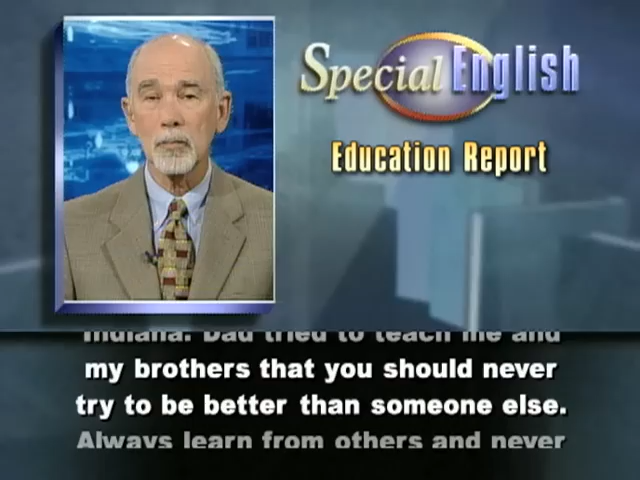 Special English
Education Report
Indiana. Dad tried to teach me and
my brothers that you should never
try to be better than someone else.
Always learn from others and never